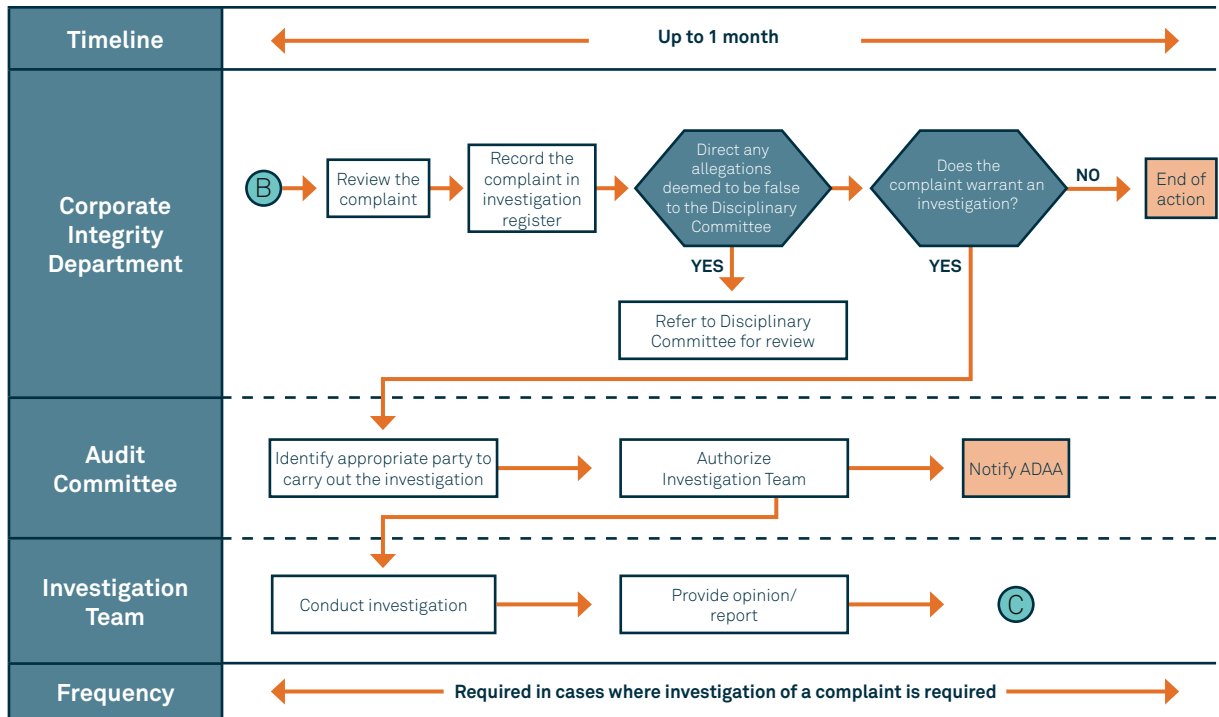 Timeline
Up to 1 month
Corporate
Integrity
Department
B
Review the
complaint
Record the
complaint in
investigation
register
Direct any
allegations
deemed to be false
to the Disciplinary
Committee
Does the
complaint warrant an
investigation?
NO
End of
action
YES
YES
Refer to Disciplinary
Committee for review
Audit
Committee
Identify appropriate party to
carry out the investigation
Authorize
Investigation Team
Notify ADAA
Investigation
Team
Conduct investigation
Provide opinion/
report
C
Frequency
Required in cases where investigation of a complaint is required